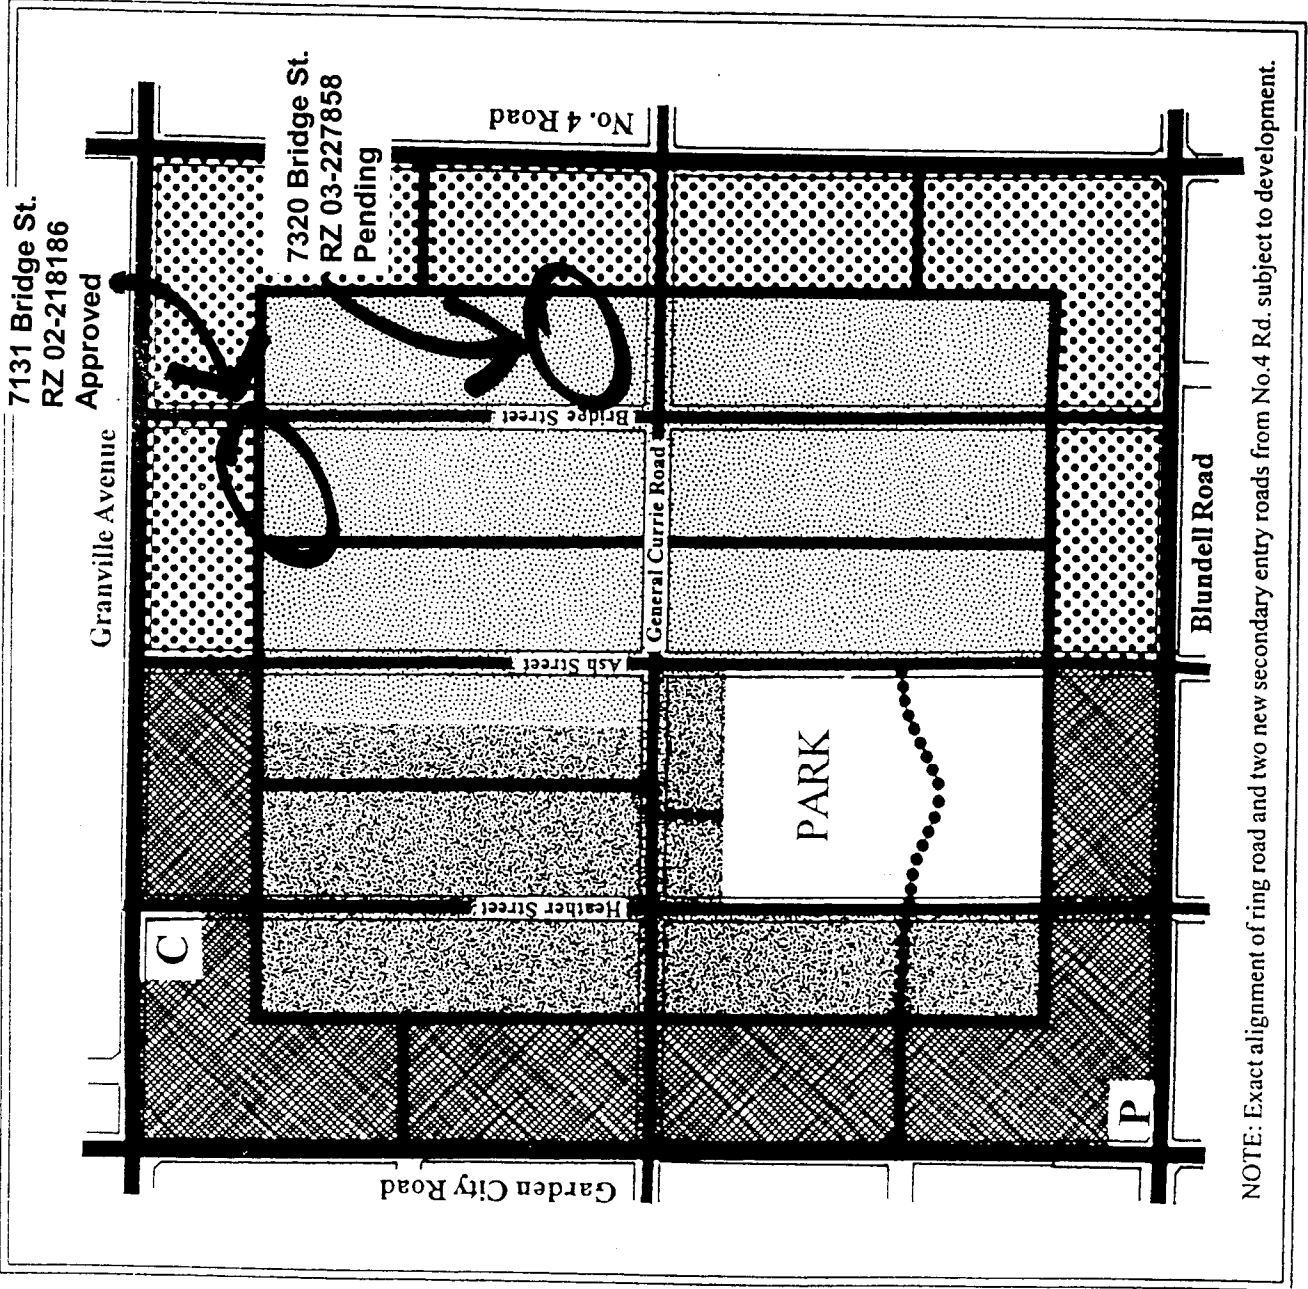 7131 Bridge St.
RZ 02-218186
Approved
7320 Bridge St.
RZ 03-227858
Pending
No. 4 Road
Granville Avenue
Bridge Street
General Currie Road
Blundell Road
Ash Street
PARK
Heather Street
C
P
Garden City Road
NOTE: Exact alignment of ring road and two new secondary entry roads from No.4 Rd. subject to development.